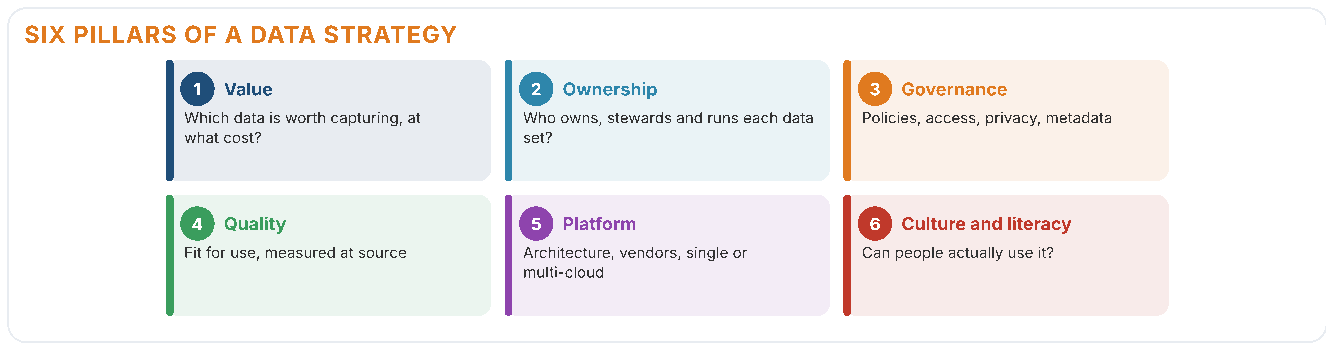 SIX PILLARS OF A DATA STRATEGY
1 Value
Which data is worth capturing, at
what cost?
2 Ownership
Who owns, stewards and runs each data
set?
3 Governance
Policies, access, privacy, metadata
4 Quality
Fit for use, measured at source
5 Platform
Architecture, vendors, single or
multi-cloud
6 Culture and literacy
Can people actually use it?